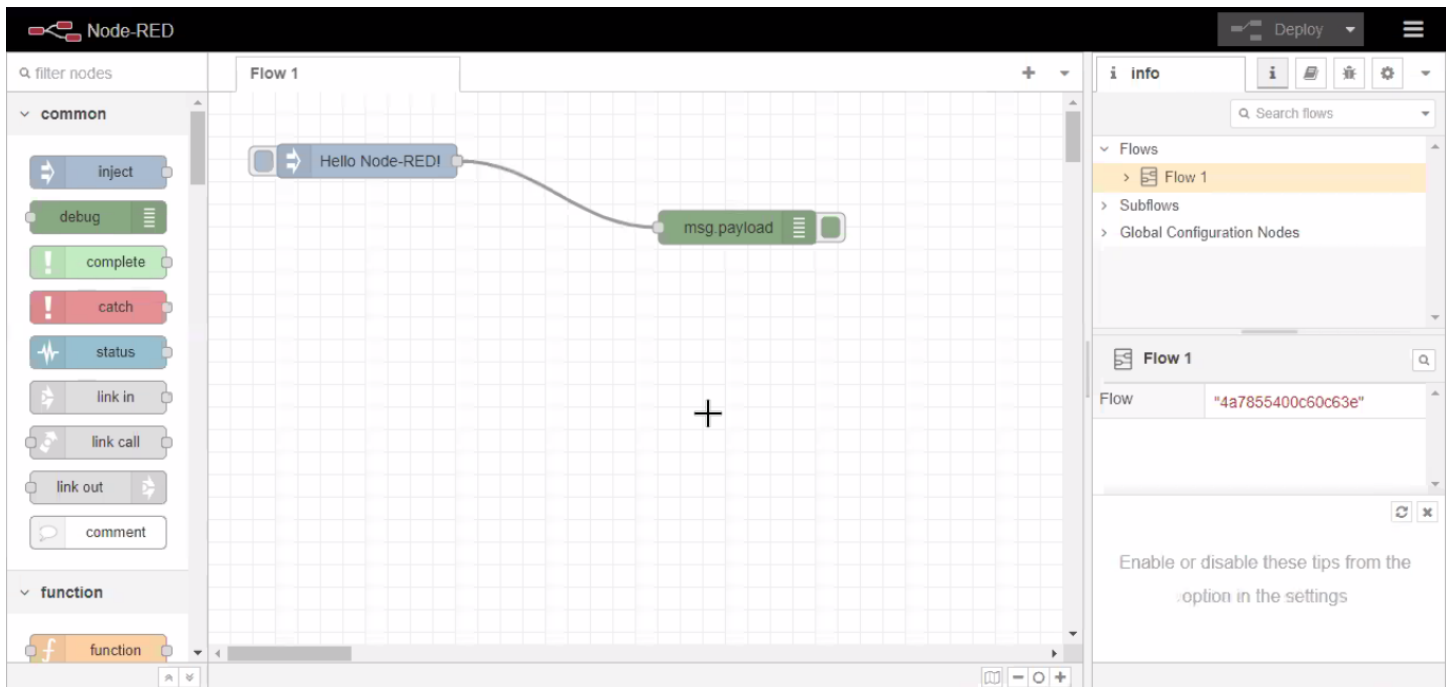 Node-RED
Deploy
filter nodes
common
inject
debug
complete
catch
status
link in
link call
link out
comment
function
function
Flow 1
Hello Node-RED!
msg.payload
info
Search flows
Flows
Flow 1
Subflows
Global Configuration Nodes
Flow 1
Flow "4a7855400c60c63e"
Enable or disable these tips from the
option in the settings